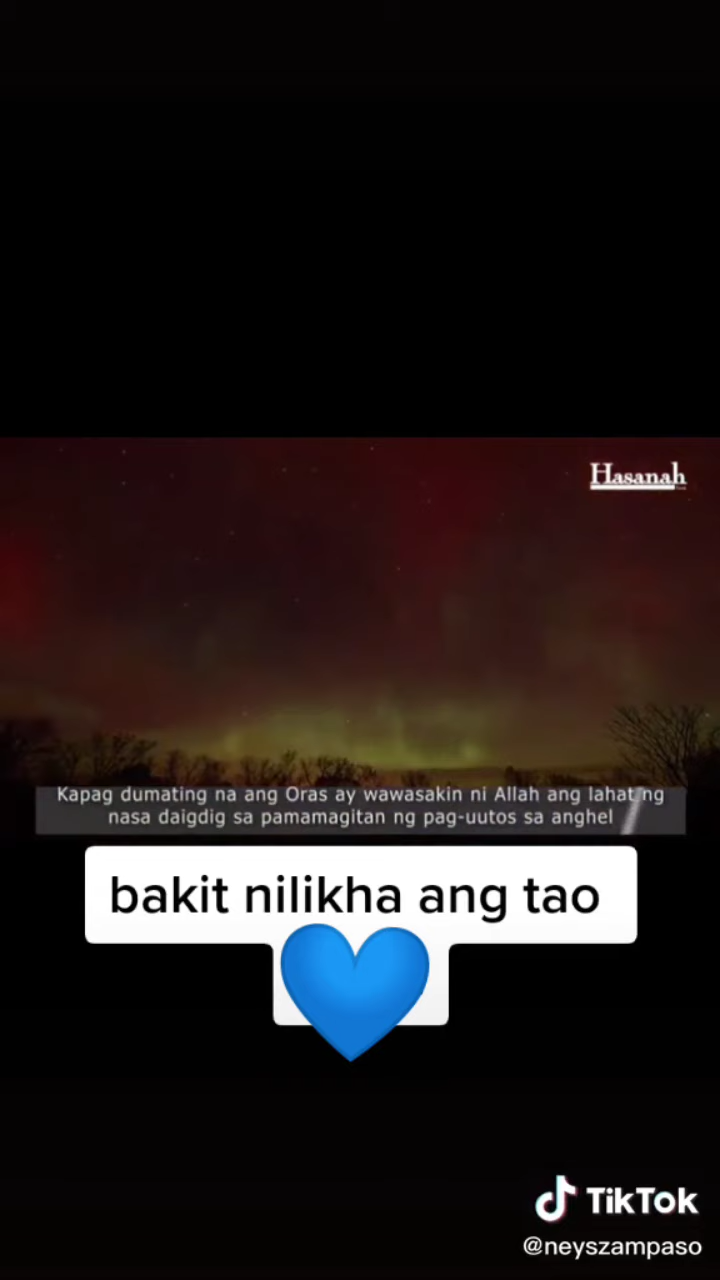 Hasanah
Kapag dumating na ang Oras ay wawasakin ni Allah ang lahat ng
nasa daigdig sa pamamagitan ng pag-uutos sa anghel
bakit nilikha ang tao
TikTok
@neyszampaso